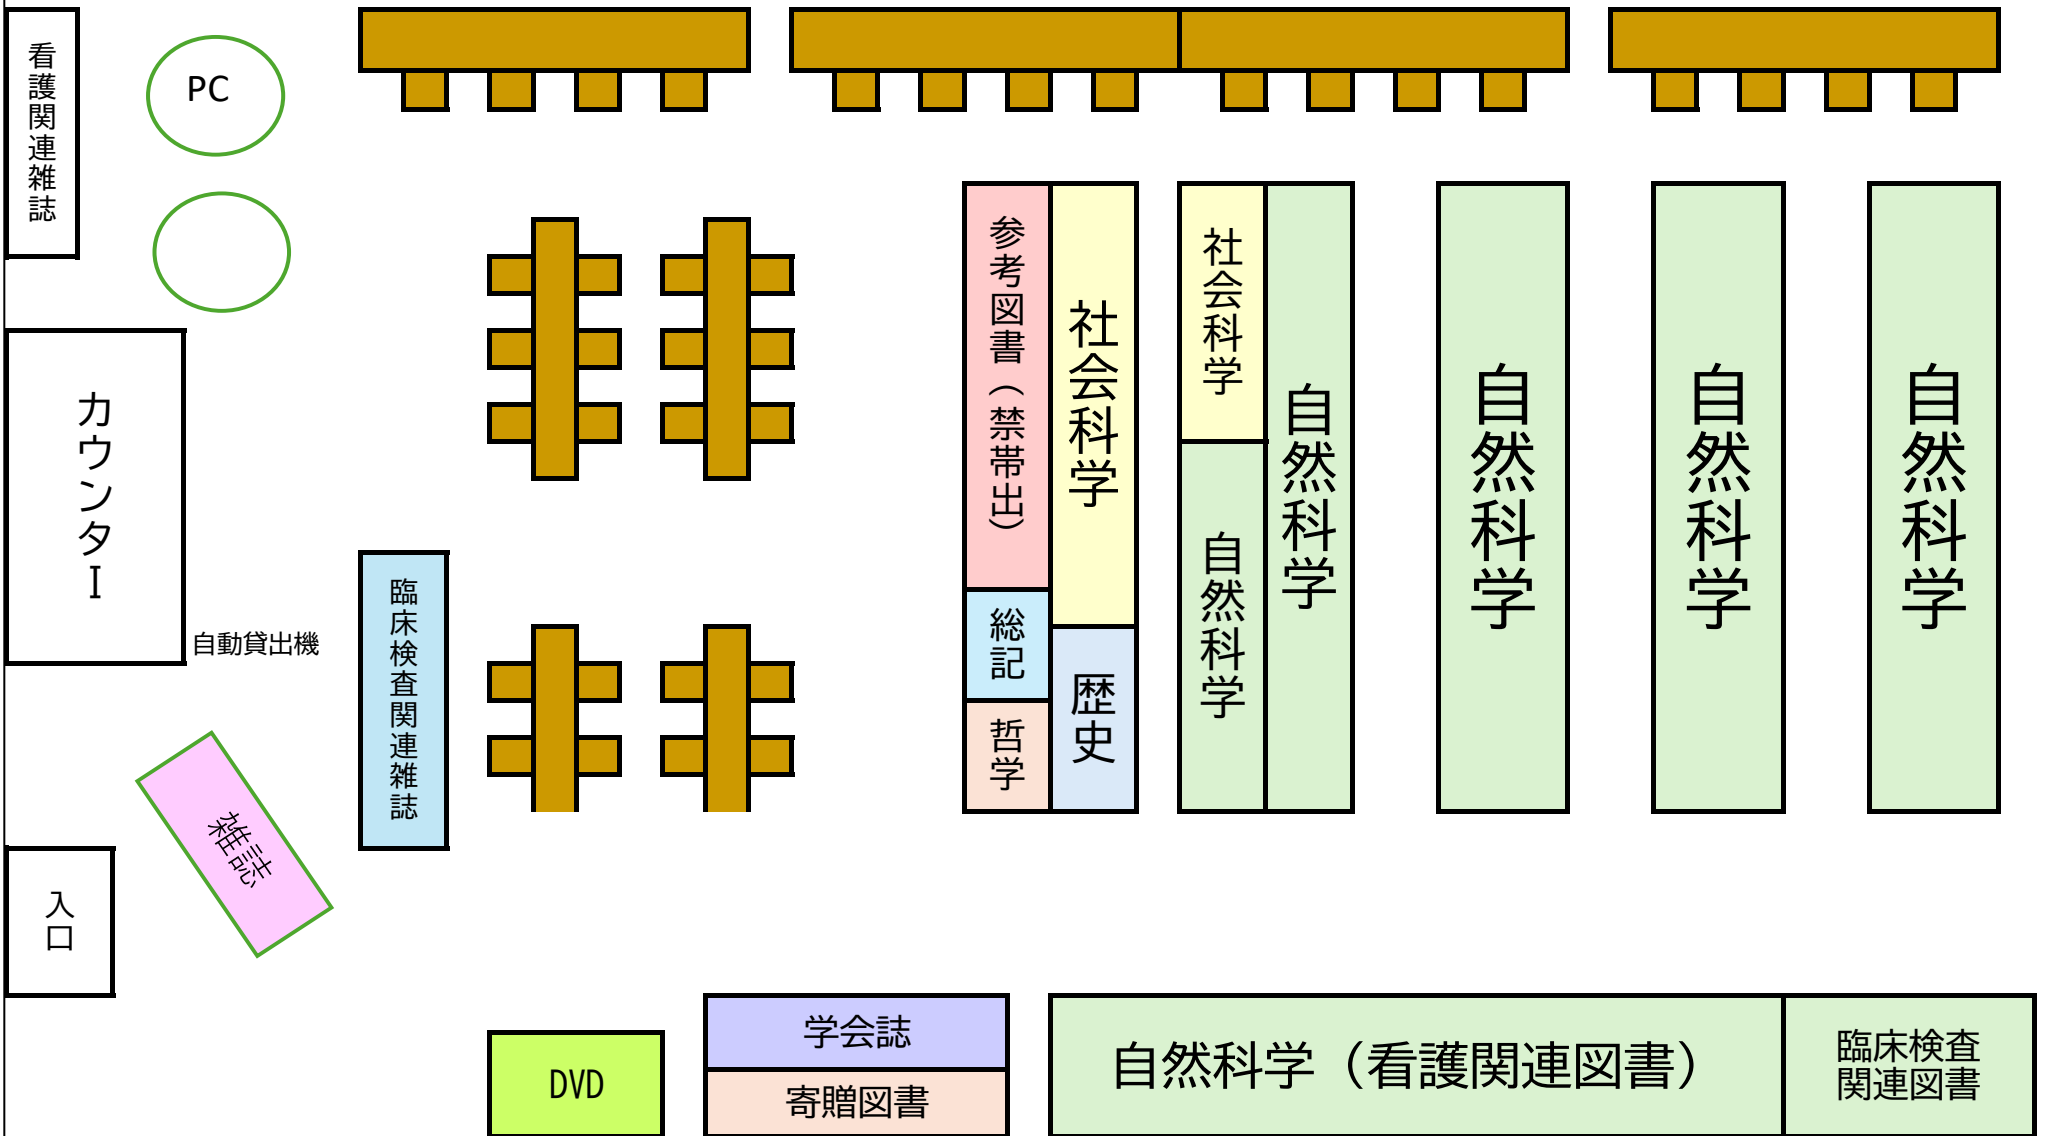 看護関連雑誌
PC
カウンターI
自動貸出機
雑誌
入口
臨床検査関連雑誌
参考図書（禁帯出）
総記
哲学
社会科学
歴史
社会科学
自然科学
自然科学
自然科学
自然科学
自然科学
DVD
学会誌
寄贈図書
自然科学（看護関連図書）
臨床検査
関連図書